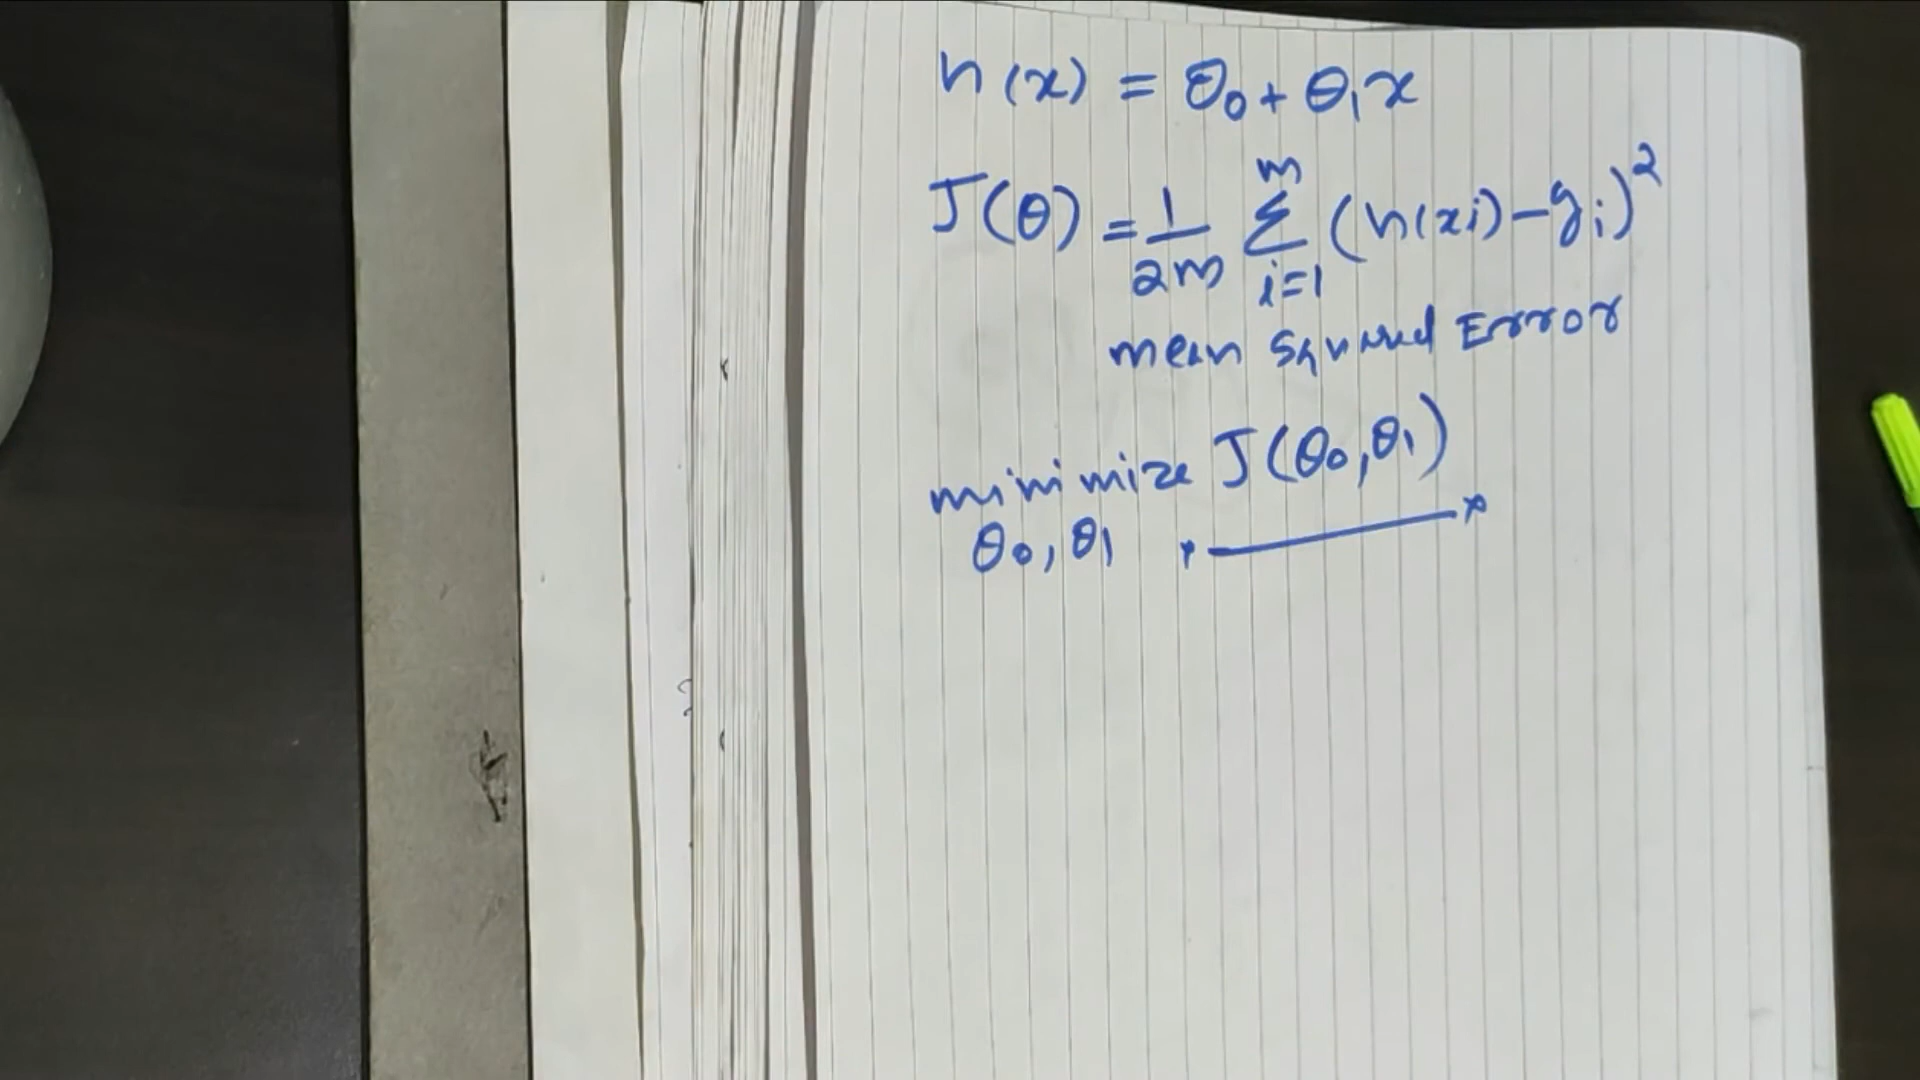 h(x) = θ₀ + θ₁x
J(θ) = 1/2m Σ_{i=1}^{m} (h(xi) - yi)²
mean Squared Error
minimize J(θ₀,θ₁)
θ₀, θ₁